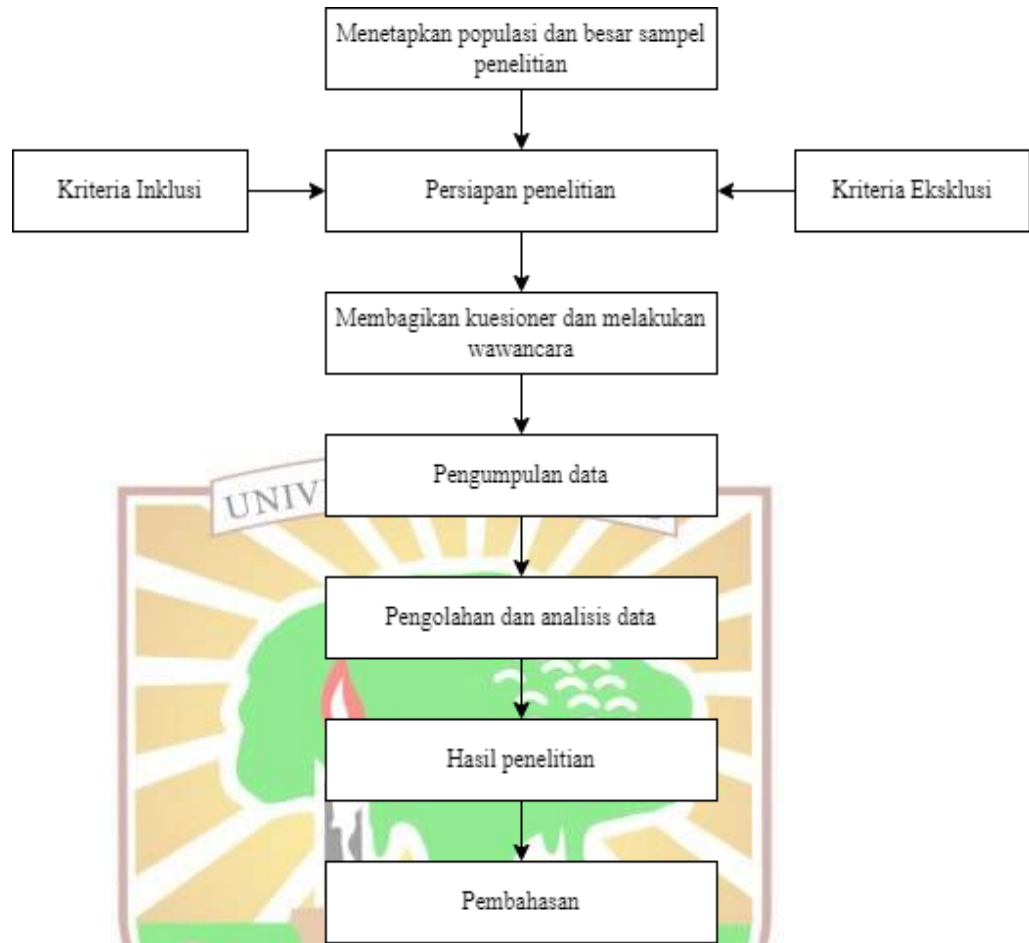 Menetapkan populasi dan besar sampel
penelitian
Kriteria Inklusi
Persiapan penelitian
Kriteria Eksklusi
Membagikan kuesioner dan melakukan
wawancara
Pengumpulan data
UNIV
Pengolahan dan analisis data
Hasil penelitian
Pembahasan